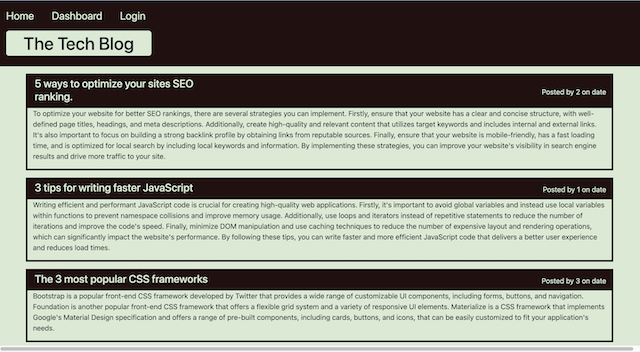 Home Dashboard Login
The Tech Blog
5 ways to optimize your sites SEO
ranking.
Posted by 2 on date
To optimize your website for better SEO rankings, there are several strategies you can implement. Firstly, ensure that your website has a clear and concise structure, with well-
defined page titles, headings, and meta descriptions. Additionally, create high-quality and relevant content that utilizes target keywords and includes internal and external links.
It's also important to focus on building a strong backlink profile by obtaining links from reputable sources. Finally, ensure that your website is mobile-friendly, has a fast loading
time, and is optimized for local search by including local keywords and information. By implementing these strategies, you can improve your website's visibility in search engine
results and drive more traffic to your site.
3 tips for writing faster JavaScript
Posted by 1 on date
Writing efficient and performant JavaScript code is crucial for creating high-quality web applications. Firstly, it's important to avoid global variables and instead use local variables
within functions to prevent namespace collisions and improve memory usage. Additionally, use loops and iterators instead of repetitive statements to reduce the number of
iterations and improve the code's speed. Finally, minimize DOM manipulation and use caching techniques to reduce the number of expensive layout and rendering operations,
which can significantly impact the website's performance. By following these tips, you can write faster and more efficient JavaScript code that delivers a better user experience
and reduces load times.
The 3 most popular CSS frameworks
Posted by 3 on date
Bootstrap is a popular front-end CSS framework developed by Twitter that provides a wide range of customizable UI components, including forms, buttons, and navigation.
Foundation is another popular front-end CSS framework that offers a flexible grid system and a variety of responsive UI elements. Materialize is a CSS framework that implements
Google's Material Design specification and offers a range of pre-built components, including cards, buttons, and icons, that can be easily customized to fit your application's
needs.